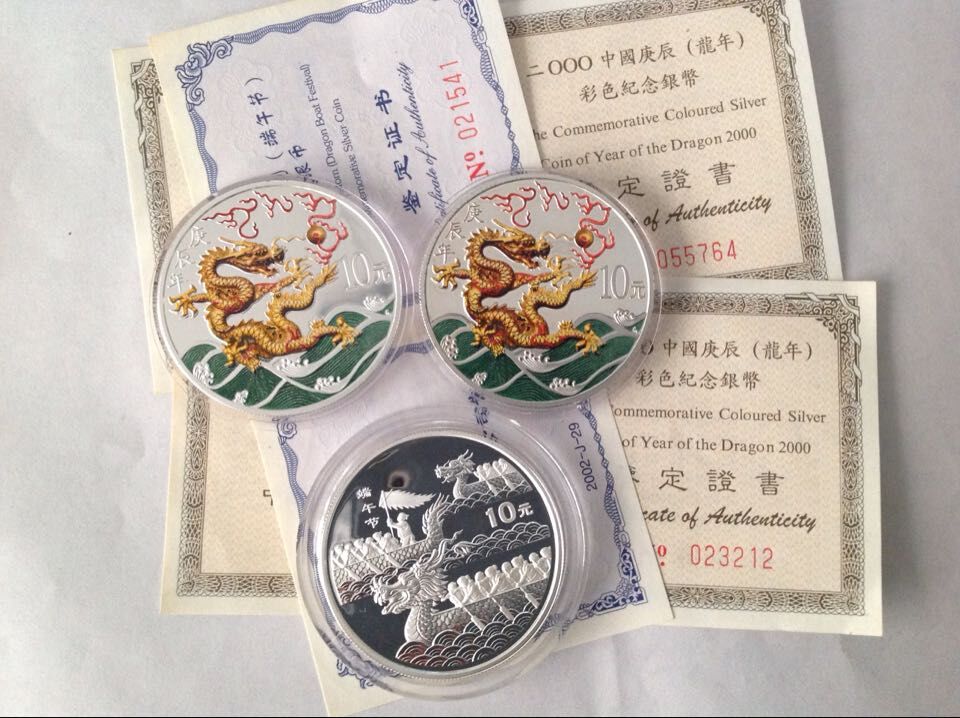 (端午节)
(Dragon Boat Festival)
Commemorative Silver Coin
鉴定证书
Certificate of Authenticity
Nº: 021541
二OOO 中國庚辰 (龍年)
彩色紀念銀幣
The Commemorative Coloured Silver
Coin of Year of the Dragon 2000
定證書
of Authenticity
055764
庚辰年
10元
庚辰年
10元
O 中國庚辰 (龍年)
彩色紀念銀幣
Commemorative Coloured Silver
of Year of the Dragon 2000
定證書
cate of Authenticity
º: 023212
2002-J-29
端午节
10元